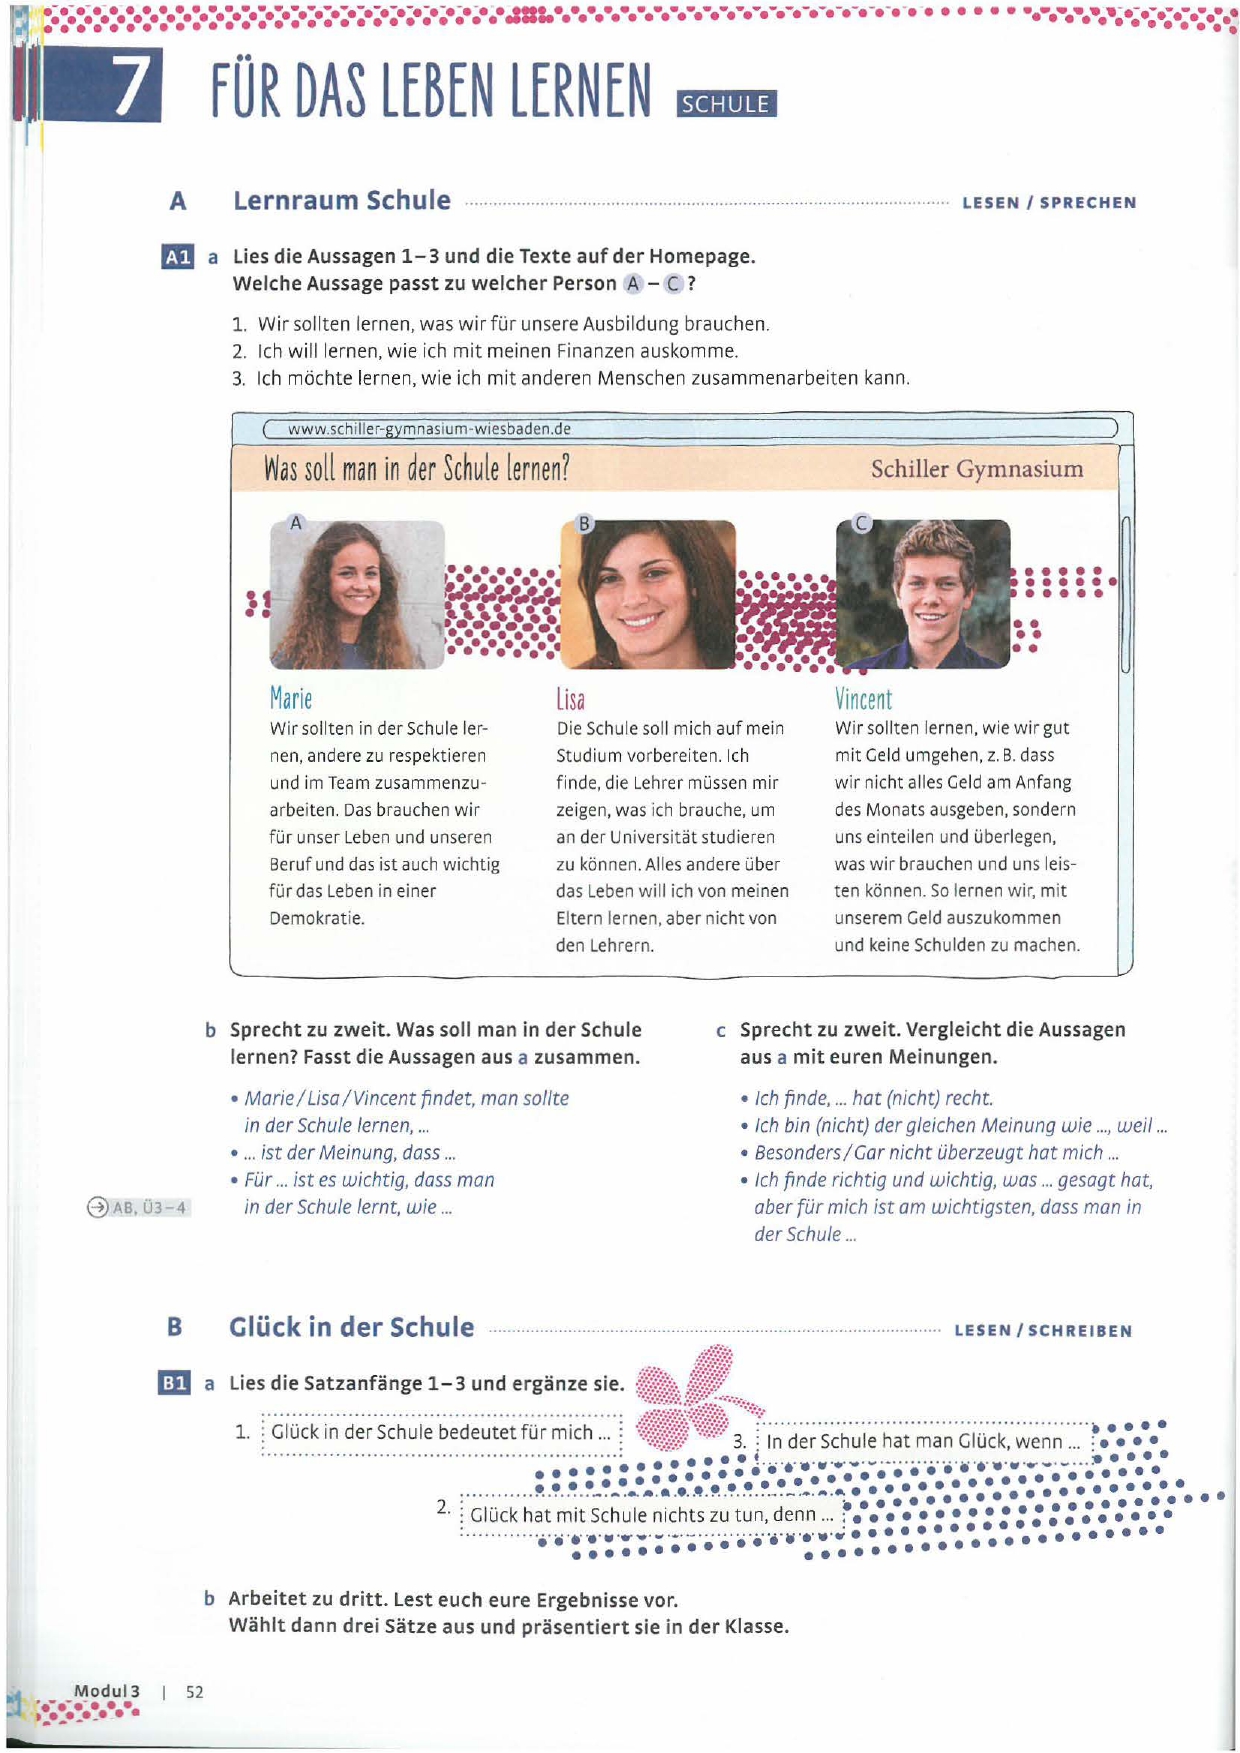 7 FÜR DAS LEBEN LERNEN SCHULE
A Lernraum Schule LESEN / SPRECHEN
A1 a Lies die Aussagen 1–3 und die Texte auf der Homepage.
Welche Aussage passt zu welcher Person A – C ?
1. Wir sollten lernen, was wir für unsere Ausbildung brauchen.
2. Ich will lernen, wie ich mit meinen Finanzen auskomme.
3. Ich möchte lernen, wie ich mit anderen Menschen zusammenarbeiten kann.
www.schiller-gymnasium-wiesbaden.de
Was soll man in der Schule lernen? Schiller Gymnasium
A
Marie
Wir sollten in der Schule ler-
nen, andere zu respektieren
und im Team zusammenzu-
arbeiten. Das brauchen wir
für unser Leben und unseren
Beruf und das ist auch wichtig
für das Leben in einer
Demokratie.
B
Lisa
Die Schule soll mich auf mein
Studium vorbereiten. Ich
finde, die Lehrer müssen mir
zeigen, was ich brauche, um
an der Universität studieren
zu können. Alles andere über
das Leben will ich von meinen
Eltern lernen, aber nicht von
den Lehrern.
C
Vincent
Wir sollten lernen, wie wir gut
mit Geld umgehen, z. B. dass
wir nicht alles Geld am Anfang
des Monats ausgeben, sondern
uns einteilen und überlegen,
was wir brauchen und uns leis-
ten können. So lernen wir, mit
unserem Geld auszukommen
und keine Schulden zu machen.
b Sprecht zu zweit. Was soll man in der Schule
lernen? Fasst die Aussagen aus a zusammen.
• Marie / Lisa / Vincent findet, man sollte
in der Schule lernen, ...
• ... ist der Meinung, dass ...
• Für ... ist es wichtig, dass man
in der Schule lernt, wie ...
AB, Ü3–4
c Sprecht zu zweit. Vergleicht die Aussagen
aus a mit euren Meinungen.
• Ich finde, ... hat (nicht) recht.
• Ich bin (nicht) der gleichen Meinung wie ..., weil ...
• Besonders / Gar nicht überzeugt hat mich ...
• Ich finde richtig und wichtig, was ... gesagt hat,
aber für mich ist am wichtigsten, dass man in
der Schule ...
B Glück in der Schule LESEN / SCHREIBEN
B1 a Lies die Satzanfänge 1–3 und ergänze sie.
1. Glück in der Schule bedeutet für mich ...
3. In der Schule hat man Glück, wenn ...
2. Glück hat mit Schule nichts zu tun, denn ...
b Arbeitet zu dritt. Lest euch eure Ergebnisse vor.
Wählt dann drei Sätze aus und präsentiert sie in der Klasse.
Modul 3 | 52